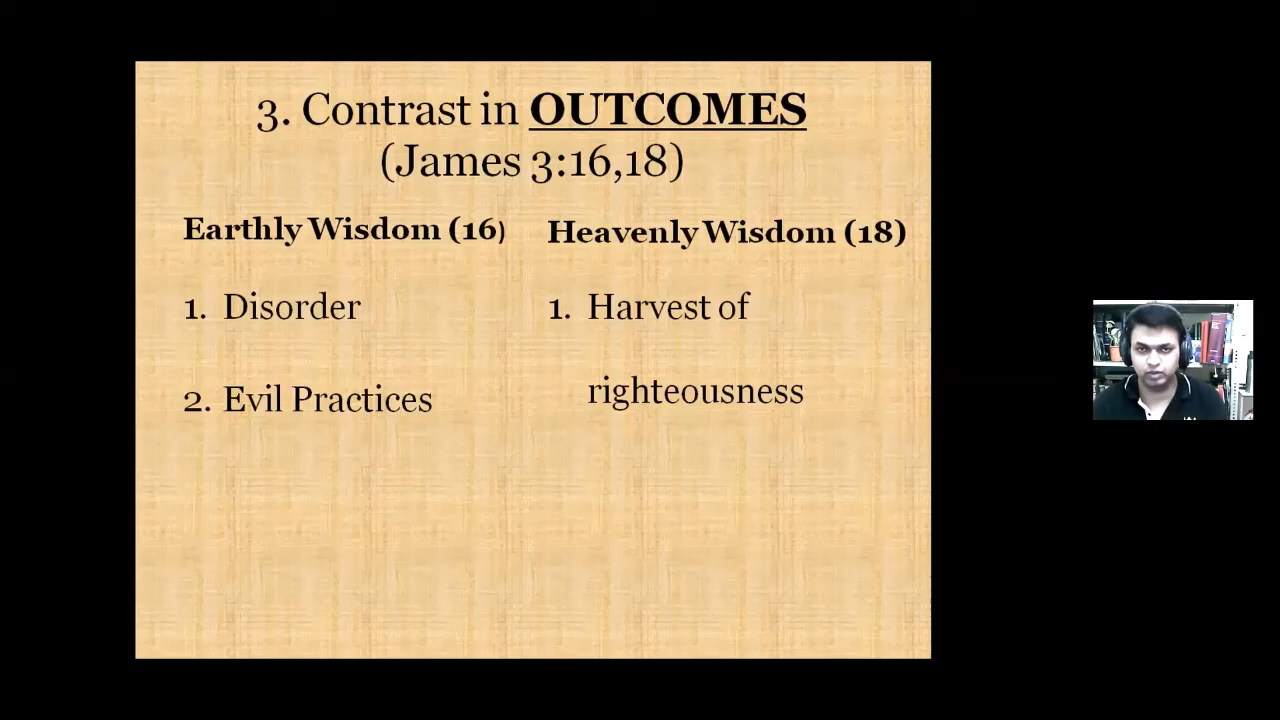 3. Contrast in OUTCOMES
(James 3:16,18)
Earthly Wisdom (16)
1. Disorder
2. Evil Practices
Heavenly Wisdom (18)
1. Harvest of
righteousness